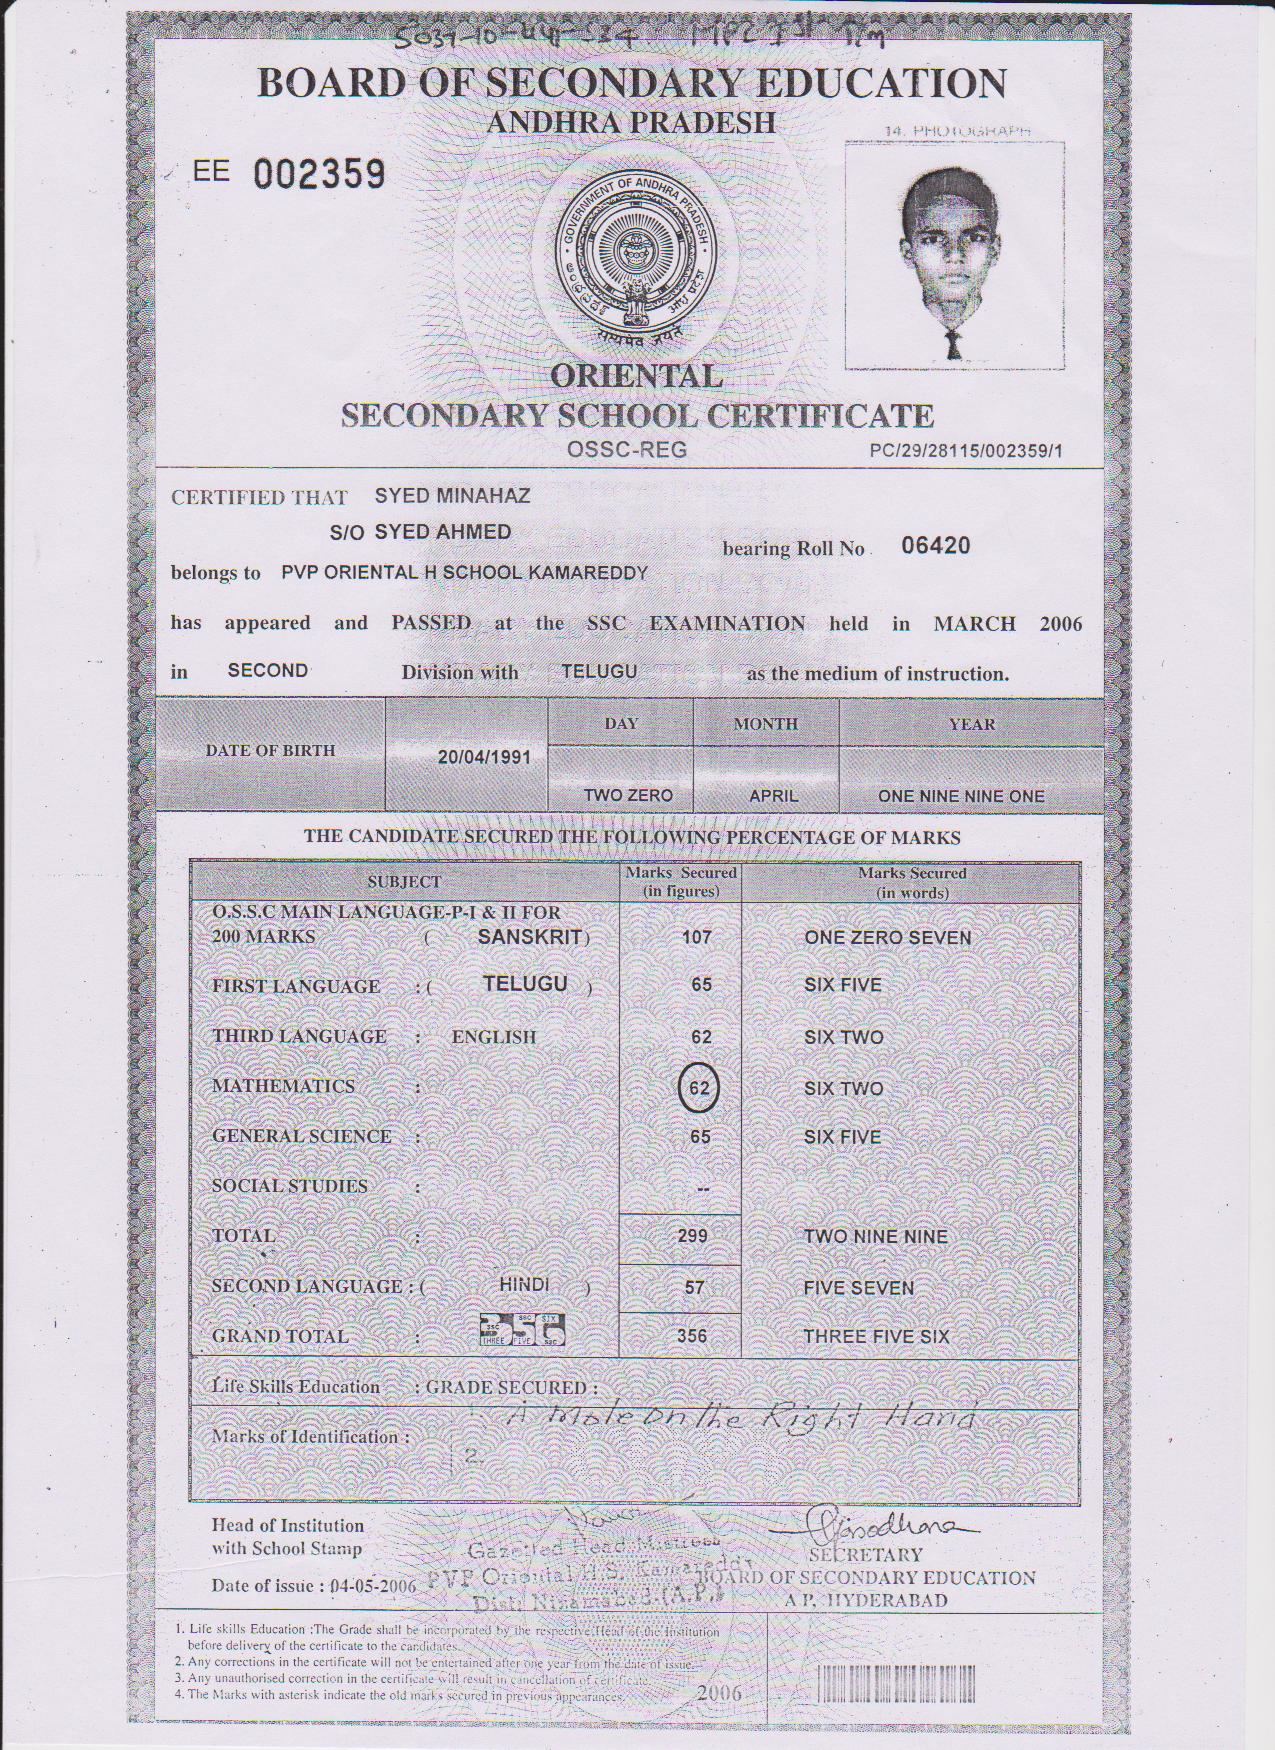 5039-10-441-134 MPC Ist Tm
BOARD OF SECONDARY EDUCATION
ANDHRA PRADESH
14. PHOTOGRAPH
EE 002359
GOVERNMENT OF ANDHRA PRADESH
सत्यमेव जयते
ORIENTAL
SECONDARY SCHOOL CERTIFICATE
OSSC-REG PC/29/28115/002359/1
CERTIFIED THAT SYED MINAHAZ
S/O SYED AHMED
bearing Roll No. 06420
belongs to PVP ORIENTAL H SCHOOL KAMAREDDY
has appeared and PASSED at the SSC EXAMINATION held in MARCH 2006
in SECOND Division with TELUGU as the medium of instruction.
DAY MONTH YEAR
DATE OF BIRTH 20/04/1991
TWO ZERO APRIL ONE NINE NINE ONE
THE CANDIDATE SECURED THE FOLLOWING PERCENTAGE OF MARKS
SUBJECT Marks Secured (in figures) Marks Secured (in words)
O.S.S.C MAIN LANGUAGE-P-I & II FOR
200 MARKS ( SANSKRIT) 107 ONE ZERO SEVEN
FIRST LANGUAGE : ( TELUGU ) 65 SIX FIVE
THIRD LANGUAGE : ENGLISH 62 SIX TWO
MATHEMATICS : 62 SIX TWO
GENERAL SCIENCE : 65 SIX FIVE
SOCIAL STUDIES : --
TOTAL : 299 TWO NINE NINE
SECOND LANGUAGE : ( HINDI ) 57 FIVE SEVEN
GRAND TOTAL : 356 THREE FIVE SIX
Life Skills Education : GRADE SECURED :
1. A Mole on the Right Hand
Marks of Identification :
2.
Head of Institution
with School Stamp
Gazetted Head Mistress
PVP Oriental H.S. Kamareddy
Dist. Nizamabad.(A.P.)
SECRETARY
BOARD OF SECONDARY EDUCATION
A.P. HYDERABAD
Date of issue : 04-05-2006
1. Life skills Education :The Grade shall be incorporated by the respective Head of the Institution
before delivery of the certificate to the candidates.
2. Any corrections in the certificate will not be entertained after one year from the date of issue.
3. Any unauthorised correction in the certificate will result in cancellation of certificate.
4. The Marks with asterisk indicate the old marks secured in previous appearances.
2006